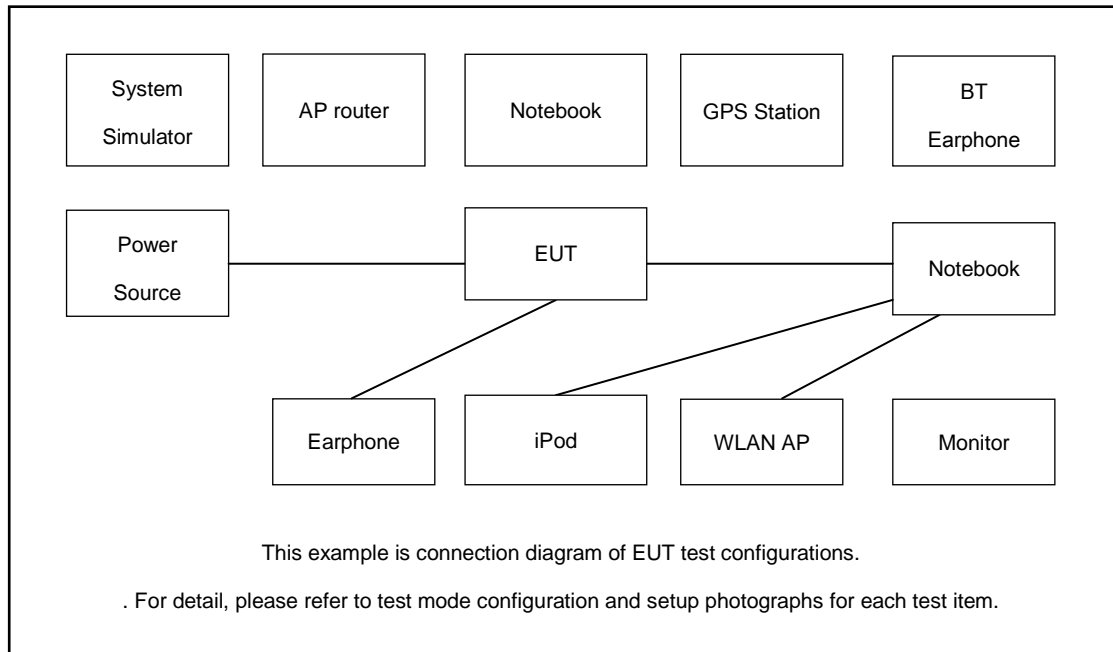 System
Simulator
AP router
Notebook
GPS Station
BT
Earphone
Power
Source
EUT
Notebook
Earphone
iPod
WLAN AP
Monitor
This example is connection diagram of EUT test configurations.
. For detail, please refer to test mode configuration and setup photographs for each test item.